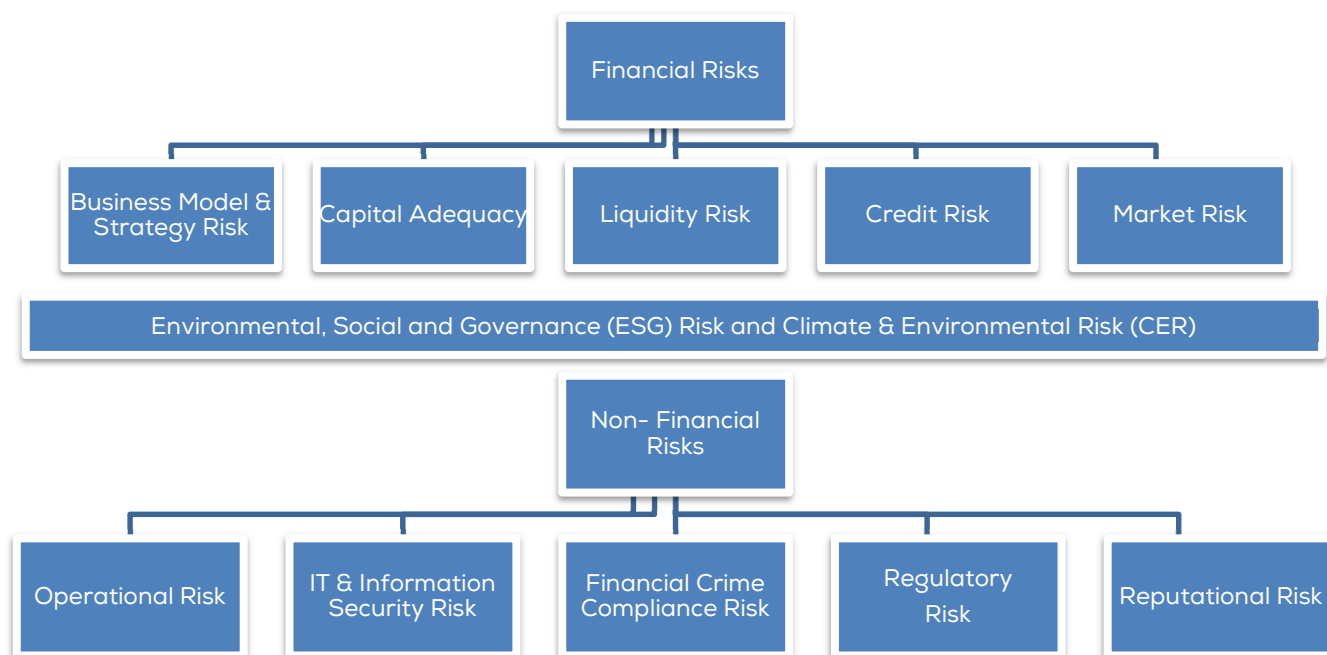 Financial Risks
Business Model &
Strategy Risk
Capital Adequacy
Liquidity Risk
Credit Risk
Market Risk
Environmental, Social and Governance (ESG) Risk and Climate & Environmental Risk (CER)
Non- Financial
Risks
Operational Risk
IT & Information
Security Risk
Financial Crime
Compliance Risk
Regulatory
Risk
Reputational Risk